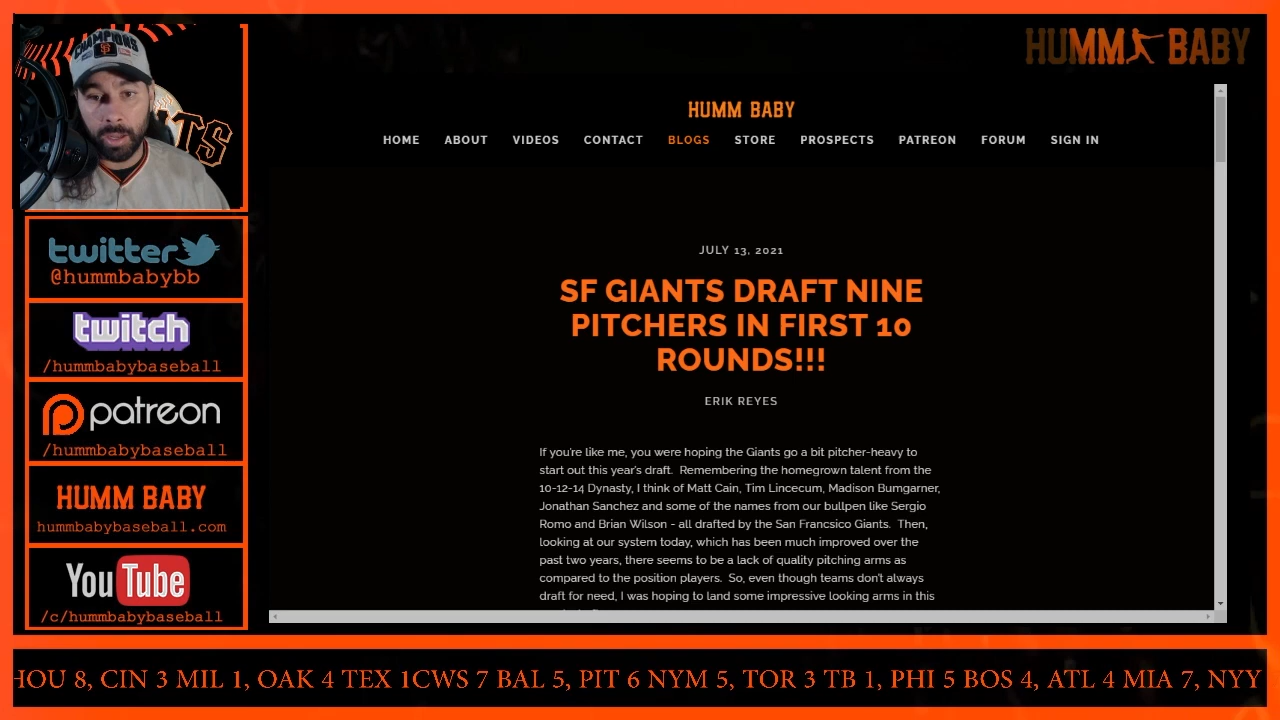 CHAMPIONS
HUMM BABY
twitter
@hummbabybb
twitch
/hummbabybaseball
patreon
/hummbabybaseball
HUMM BABY
hummbabybaseball.com
You Tube
/c/hummbabybaseball
HUMM BABY
HOME ABOUT VIDEOS CONTACT BLOGS STORE PROSPECTS PATREON FORUM SIGN IN
JULY 13, 2021
SF GIANTS DRAFT NINE
PITCHERS IN FIRST 10
ROUNDS!!!
ERIK REYES
If you're like me, you were hoping the Giants go a bit pitcher-heavy to
start out this year's draft. Remembering the homegrown talent from the
10-12-14 Dynasty, I think of Matt Cain, Tim Lincecum, Madison Bumgarner,
Jonathan Sanchez and some of the names from our bullpen like Sergio
Romo and Brian Wilson - all drafted by the San Francsico Giants. Then,
looking at our system today, which has been much improved over the
past two years, there seems to be a lack of quality pitching arms as
compared to the position players. So, even though teams don't always
draft for need, I was hoping to land some impressive looking arms in this
HOU 8, CIN 3 MIL 1, OAK 4 TEX 1CWS 7 BAL 5, PIT 6 NYM 5, TOR 3 TB 1, PHI 5 BOS 4, ATL 4 MIA 7, NYY